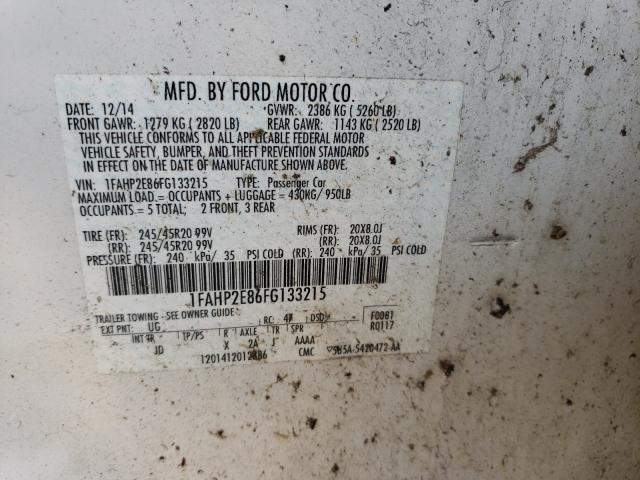 MFD. BY FORD MOTOR CO.
DATE: 12/14 GVWR: 2386 KG ( 5260 LB)
FRONT GAWR: 1279 KG ( 2820 LB) REAR GAWR: 1143 KG ( 2520 LB)
THIS VEHICLE CONFORMS TO ALL APPLICABLE FEDERAL MOTOR
VEHICLE SAFETY, BUMPER, AND THEFT PREVENTION STANDARDS
IN EFFECT ON THE DATE OF MANUFACTURE SHOWN ABOVE.
VIN: 1FAHP2E86FG133215 TYPE: Passenger Car
MAXIMUM LOAD = OCCUPANTS + LUGGAGE = 430KG/ 950LB
OCCUPANTS = 5 TOTAL; 2 FRONT, 3 REAR
TIRE (FR): 245/45R20 99V RIMS (FR): 20X8.0J
(RR): 245/45R20 99V (RR): 20X8.0J
PRESSURE (FR): 240 kPa/ 35 PSI COLD (RR): 240 kPa/ 35 PSI COLD
1FAHP2E86FG133215
TRAILER TOWING - SEE OWNER GUIDE
EXT PNT: UG RC: 47 DSO: F0081
INT TR TP/PS R AXLE TR SPR R0117
JD X 2A J AAAA
CMC 5420472-AA